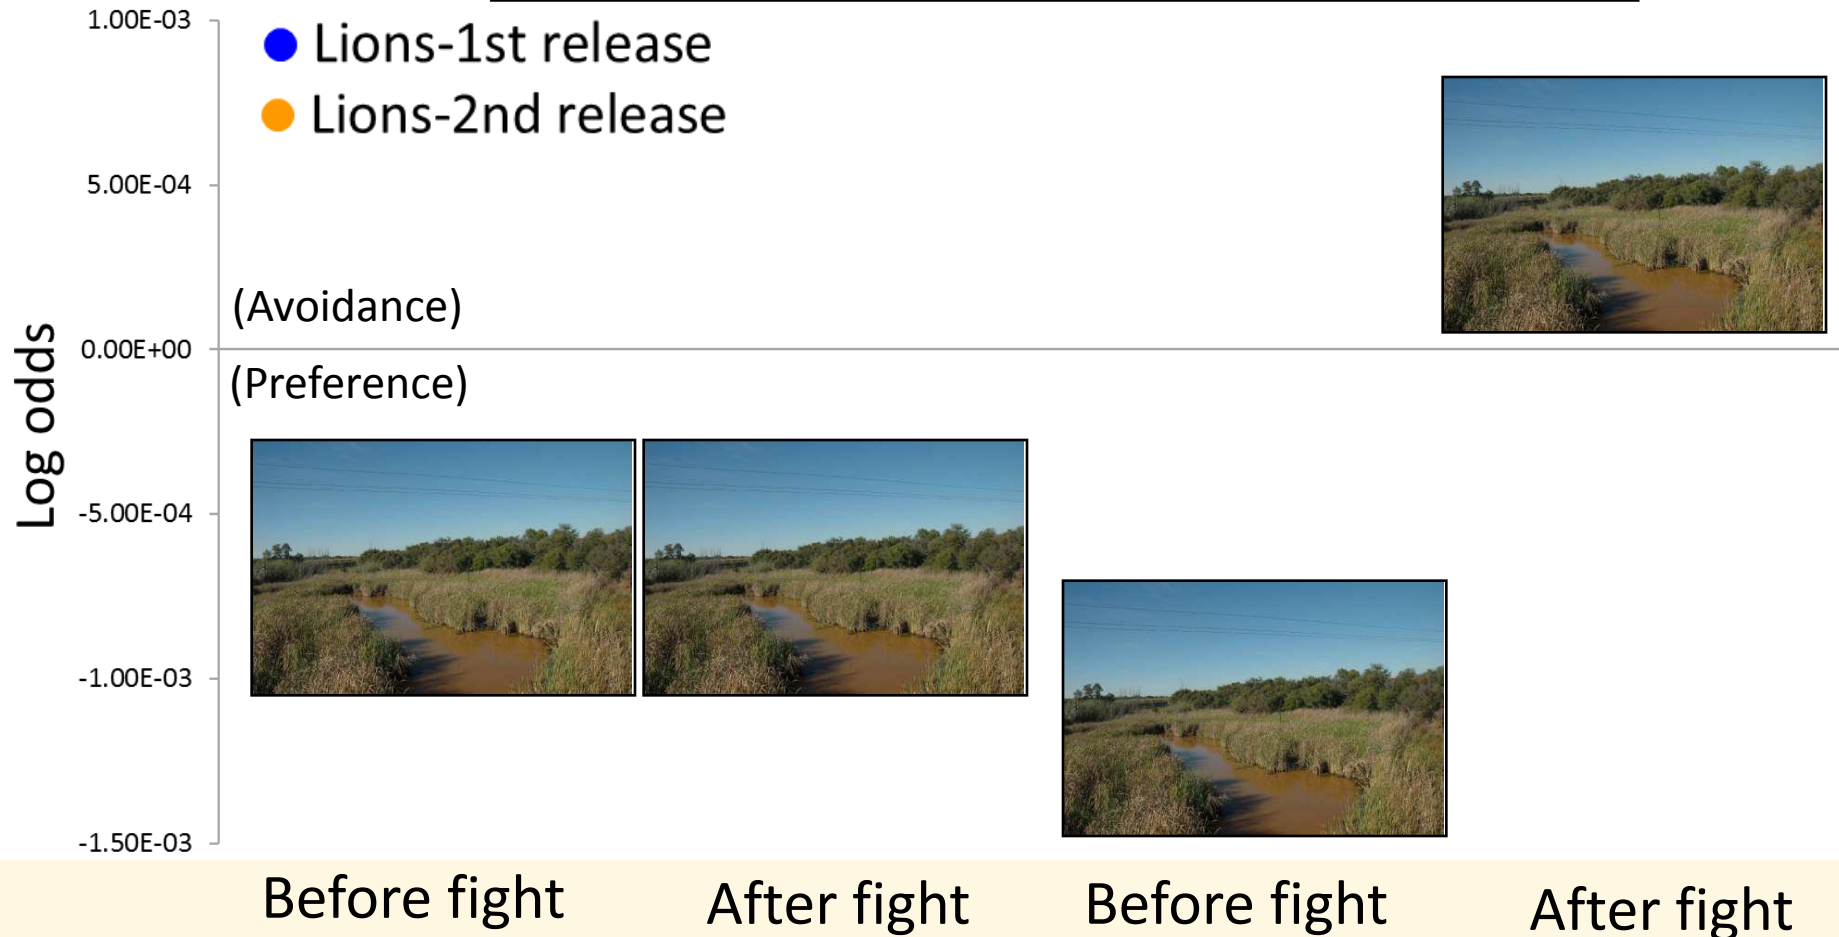 1.00E-03
Lions-1st release
Lions-2nd release
5.00E-04
(Avoidance)
0.00E+00
(Preference)
Log odds
-5.00E-04
-1.00E-03
-1.50E-03
Before fight After fight Before fight After fight